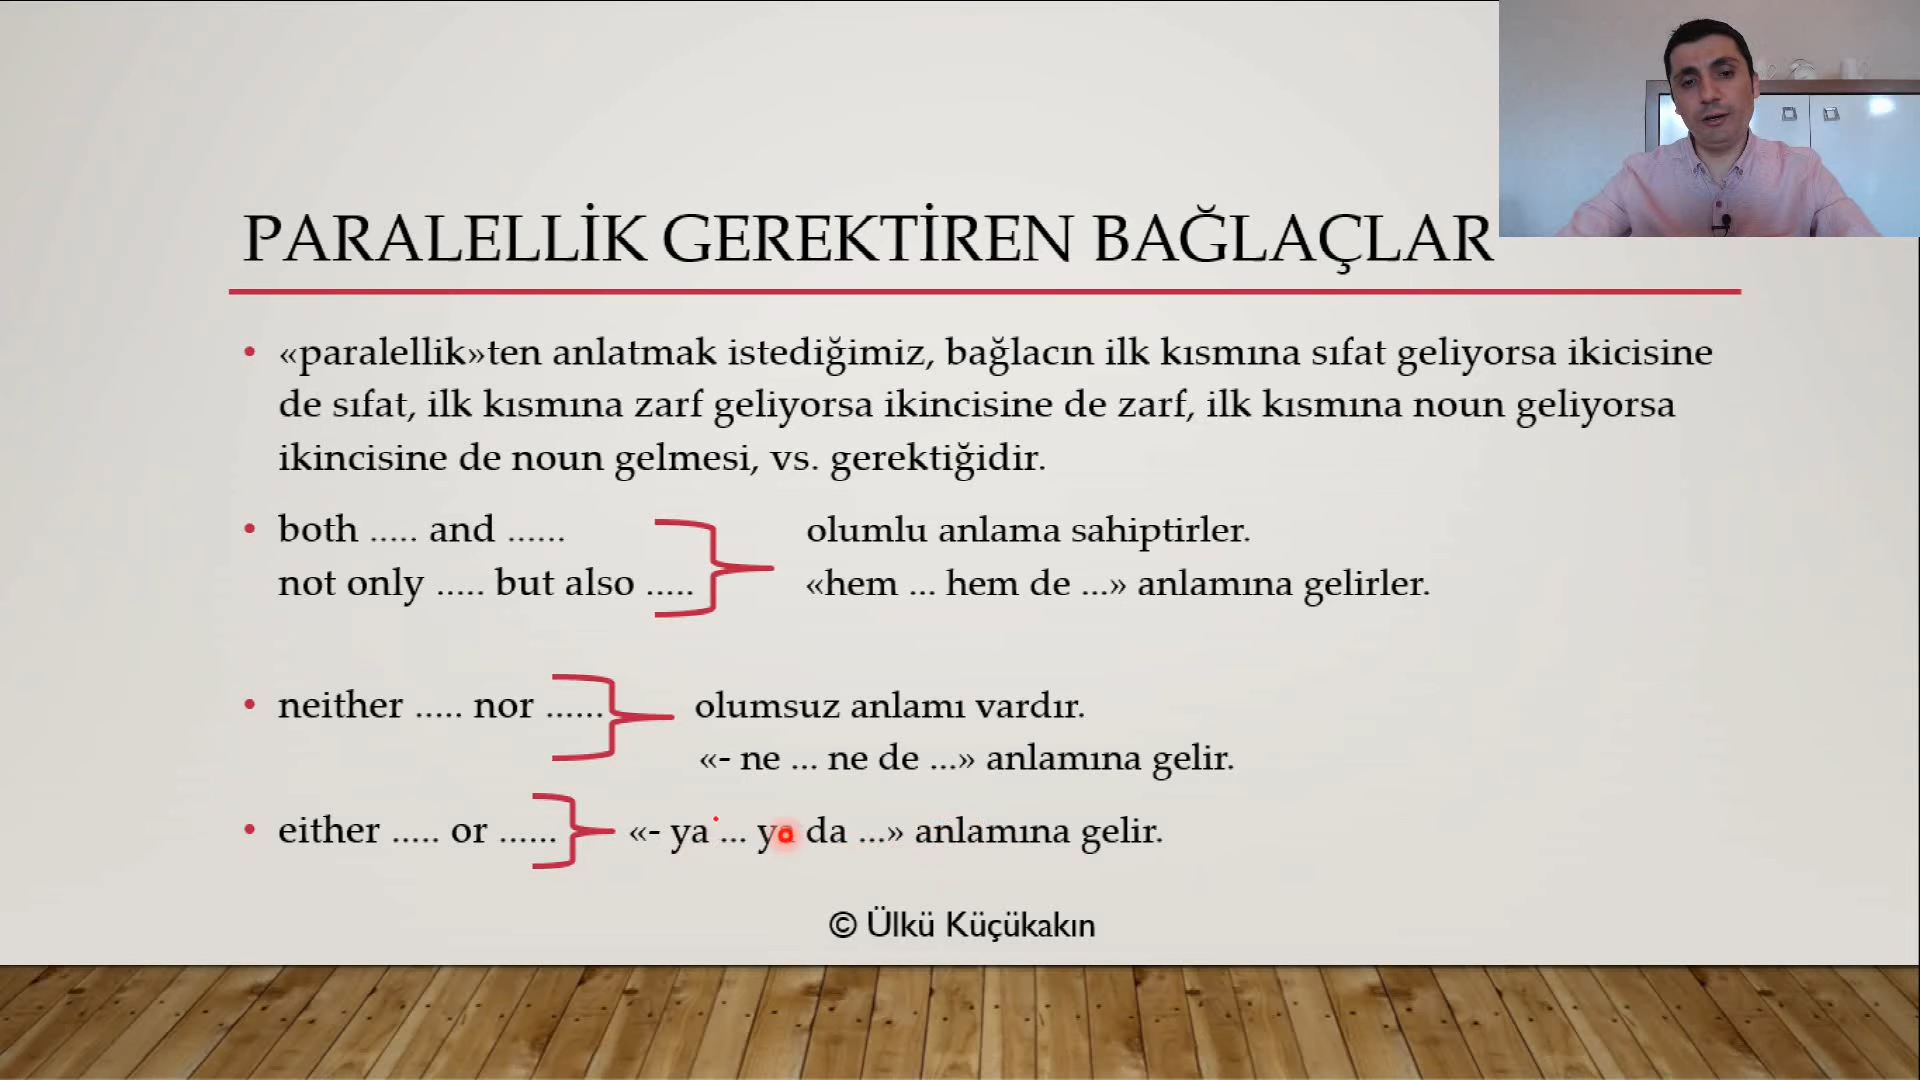 PARALELLİK GEREKTİREN BAĞLAÇLAR
• «paralellik»ten anlatmak istediğimiz, bağlacın ilk kısmına sıfat geliyorsa ikicisine
de sıfat, ilk kısmına zarf geliyorsa ikincisine de zarf, ilk kısmına noun geliyorsa
ikincisine de noun gelmesi, vs. gerektiğidir.
• both ..... and ......
olumlu anlama sahiptirler.
not only ..... but also .....
«hem ... hem de ...» anlamına gelirler.
• neither ..... nor ......
olumsuz anlamı vardır.
«- ne ... ne de ...» anlamına gelir.
• either ..... or ......
«- ya ... ya da ...» anlamına gelir.
© Ülkü Küçükakın